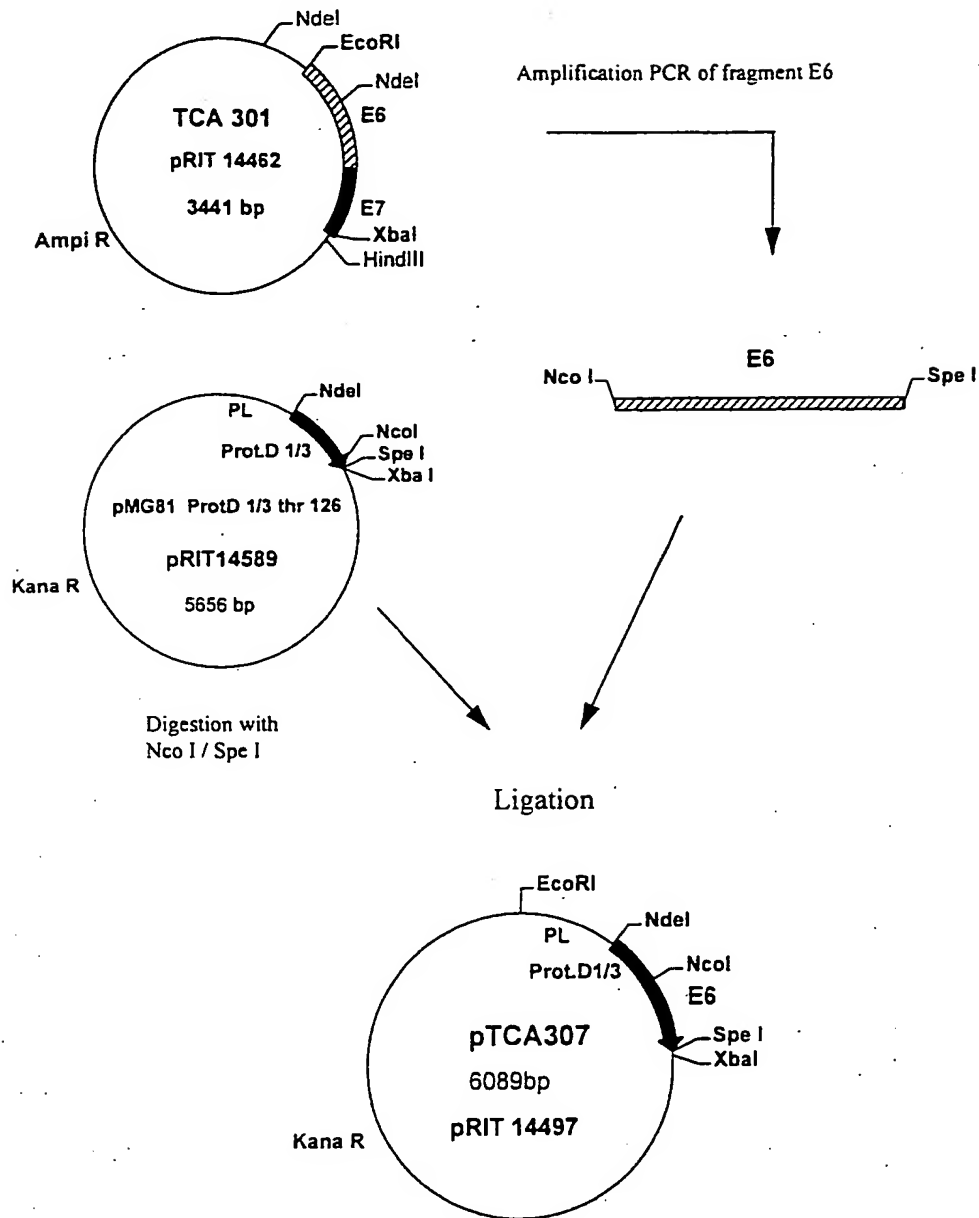 NdeI
EcoRI
NdeI
E6
TCA 301
pRIT 14462
3441 bp
E7
XbaI
HindIII
Ampi R
Amplification PCR of fragment E6
E6
Nco I
Spe I
NdeI
PL
NcoI
Prot.D 1/3
Spe I
Xba I
pMG81 ProtD 1/3 thr 126
pRIT14589
Kana R
5656 bp
Digestion with
Nco I / Spe I
Ligation
EcoRI
NdeI
PL
Prot.D1/3
NcoI
E6
pTCA307
Spe I
XbaI
6089bp
pRIT 14497
Kana R